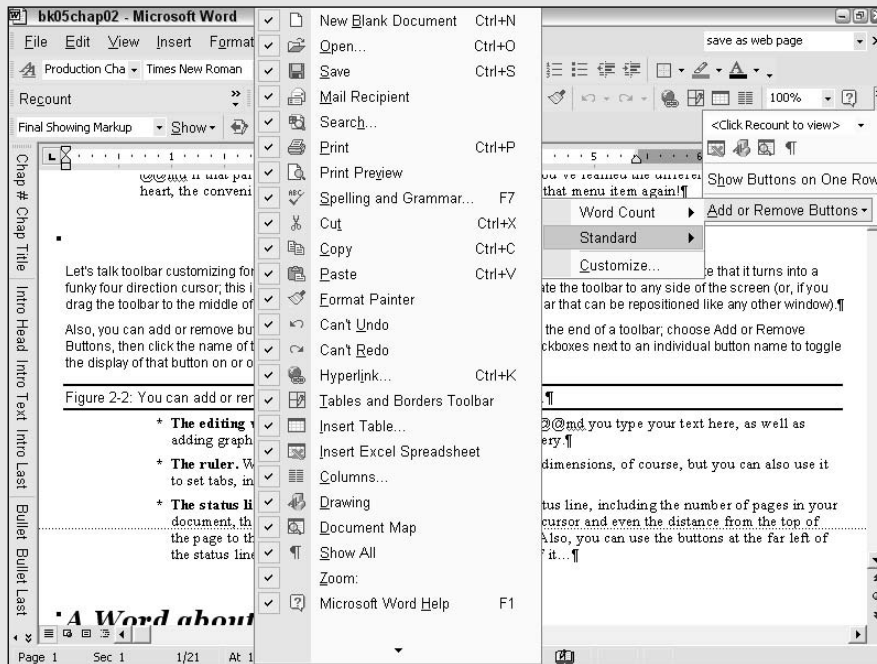 bk05chap02 - Microsoft Word
File Edit View Insert Format
save as web page
Production Cha Times New Roman
Recount
100%
Final Showing Markup Show
<Click Recount to view>
Show Buttons on One Row
Add or Remove Buttons
Word Count
Standard
Customize...
New Blank Document Ctrl+N
Open... Ctrl+O
Save Ctrl+S
Mail Recipient
Search...
Print Ctrl+P
Print Preview
Spelling and Grammar... F7
Cut Ctrl+X
Copy Ctrl+C
Paste Ctrl+V
Format Painter
Can't Undo
Can't Redo
Hyperlink... Ctrl+K
Tables and Borders Toolbar
Insert Table...
Insert Excel Spreadsheet
Columns...
Drawing
Document Map
Show All
Zoom:
Microsoft Word Help F1
Chap # Chap Title Intro Head Intro Text Intro Last Bullet Bullet Last
1 5 6
heart, the conveni that menu item again!¶
Let's talk toolbar customizing for te that it turns into a
funky four direction cursor; this i ate the toolbar to any side of the screen (or, if you
drag the toolbar to the middle of ar that can be repositioned like any other window).¶
Also, you can add or remove but the end of a toolbar; choose Add or Remove
Buttons, then click the name of t ckboxes next to an individual button name to toggle
the display of that button on or o
Figure 2-2: You can add or rem .¶
* The editing w @@md you type your text here, as well as
adding graph ery.¶
* The ruler. W dimensions, of course, but you can also use it
to set tabs, in
* The status li tus line, including the number of pages in your
document, th cursor and even the distance from the top of
the page to th Also, you can use the buttons at the far left of
the status line f it...¶
A Word about
Page 1 Sec 1 1/21 At 1